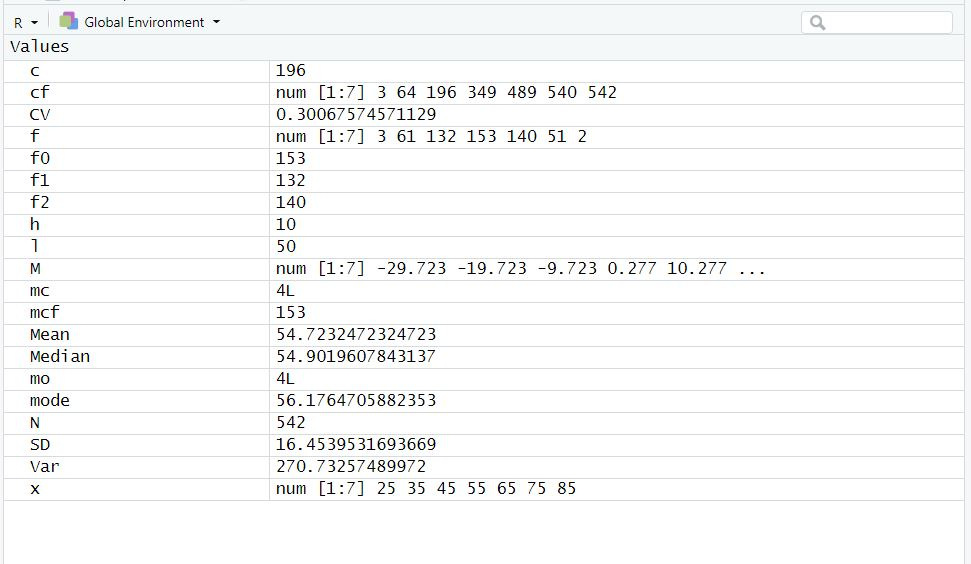 R Global Environment
Values
c 196
cf num [1:7] 3 64 196 349 489 540 542
CV 0.30067574571129
f num [1:7] 3 61 132 153 140 51 2
f0 153
f1 132
f2 140
h 10
l 50
M num [1:7] -29.723 -19.723 -9.723 0.277 10.277 ...
mc 4L
mcf 153
Mean 54.7232472324723
Median 54.9019607843137
mo 4L
mode 56.1764705882353
N 542
SD 16.4539531693669
Var 270.73257489972
x num [1:7] 25 35 45 55 65 75 85